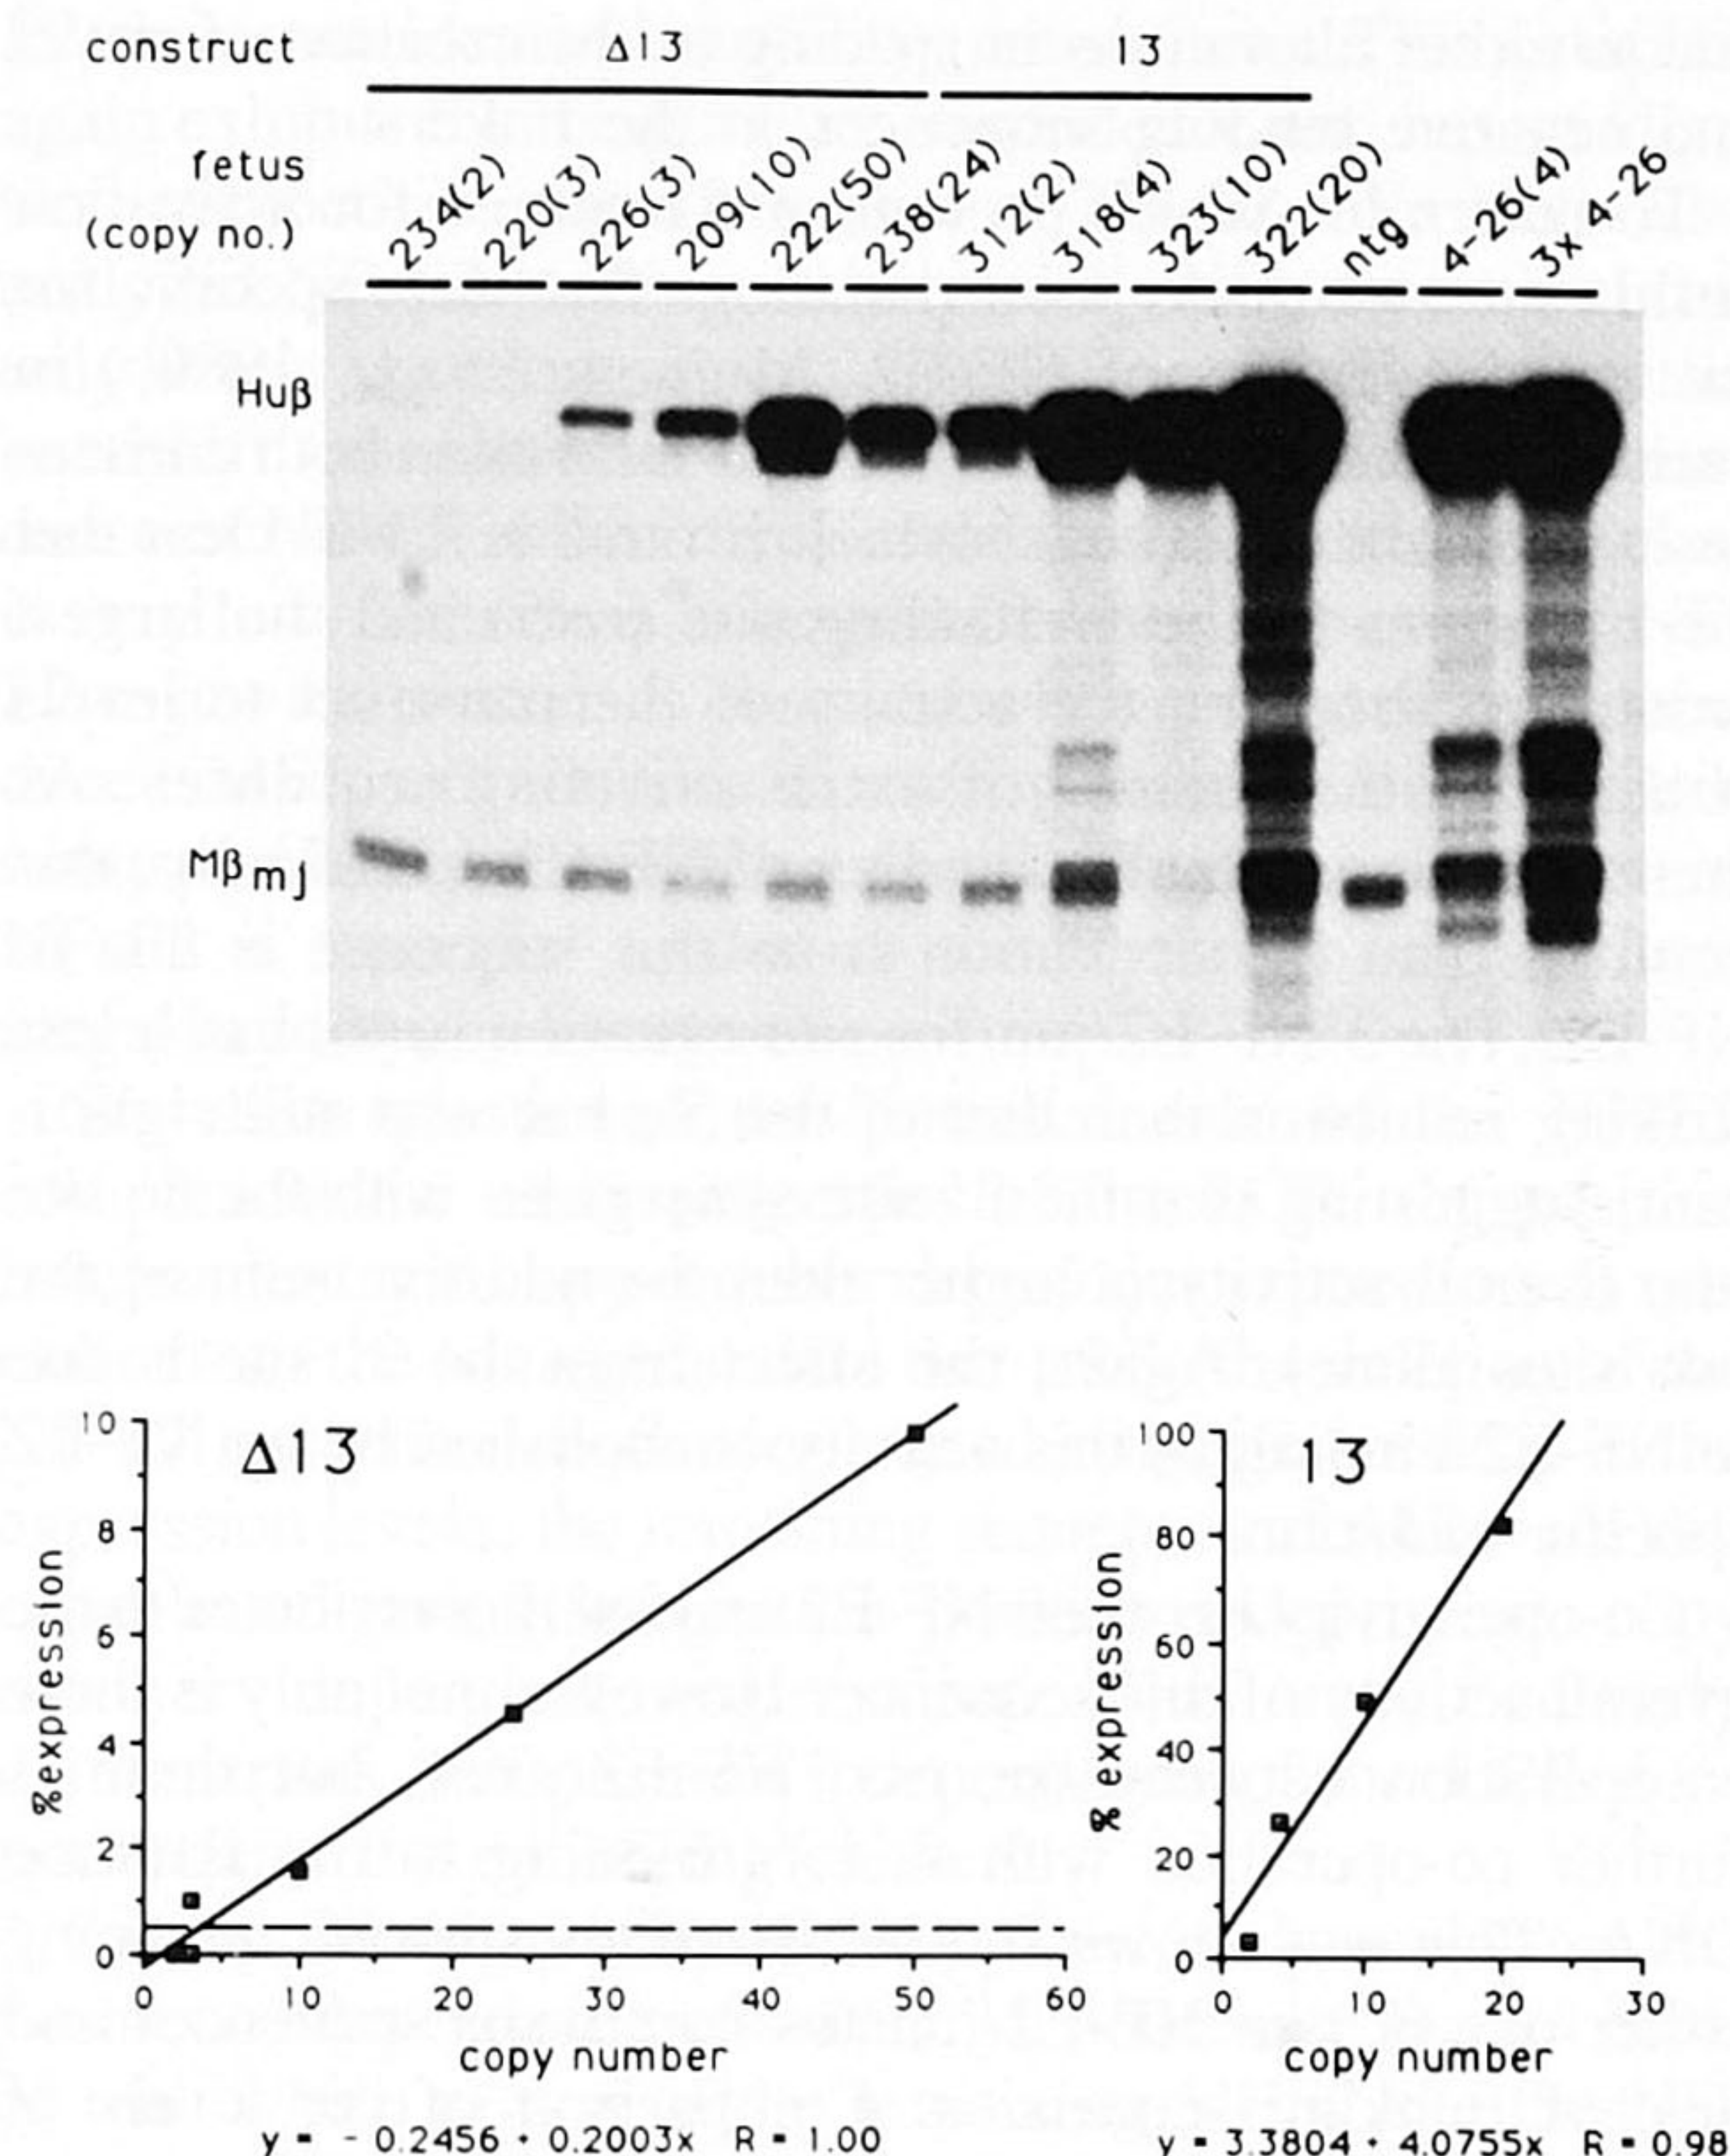 construct Δ13 13
fetus
(copy no.)
234(2) 220(3) 226(3) 209(10) 222(50) 238(24) 312(2) 318(4) 323(10) 322(20) ntg 4-26(4) 3x 4-26
Huβ
Mβmj
Δ13
%expression
10
8
6
4
2
0
0 10 20 30 40 50 60
copy number
y = - 0.2456 + 0.2003x R = 1.00
13
% expression
100
80
60
40
20
0
0 10 20 30
copy number
y = 3.3804 + 4.0755x R = 0.98